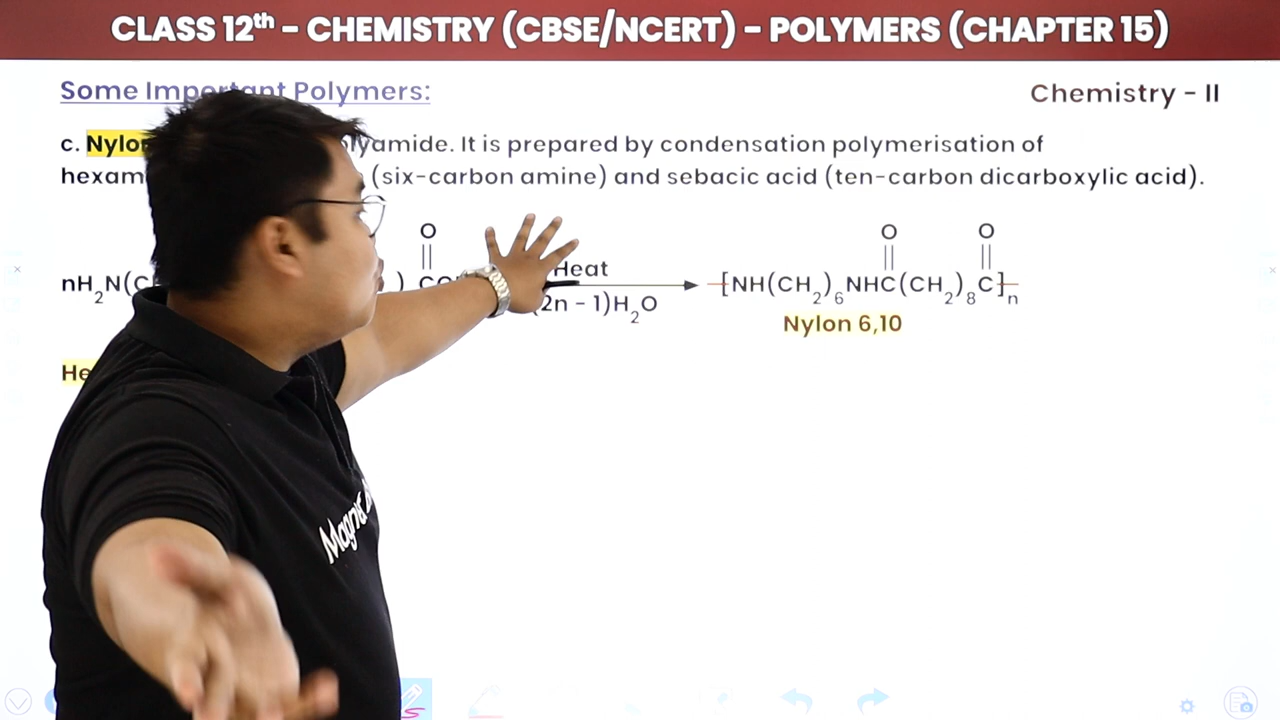 CLASS 12th - CHEMISTRY (CBSE/NCERT) - POLYMERS (CHAPTER 15)
Some Important Polymers:
Chemistry - II
c. Nylo lyamide. It is prepared by condensation polymerisation of
hexam (six-carbon amine) and sebacic acid (ten-carbon dicarboxylic acid).
O O O
||  ||  ||
nH2N(C ) CO Heat [NH(CH2)6NHC(CH2)8C]n
(2n - 1)H2O
Nylon 6,10
He
Magne